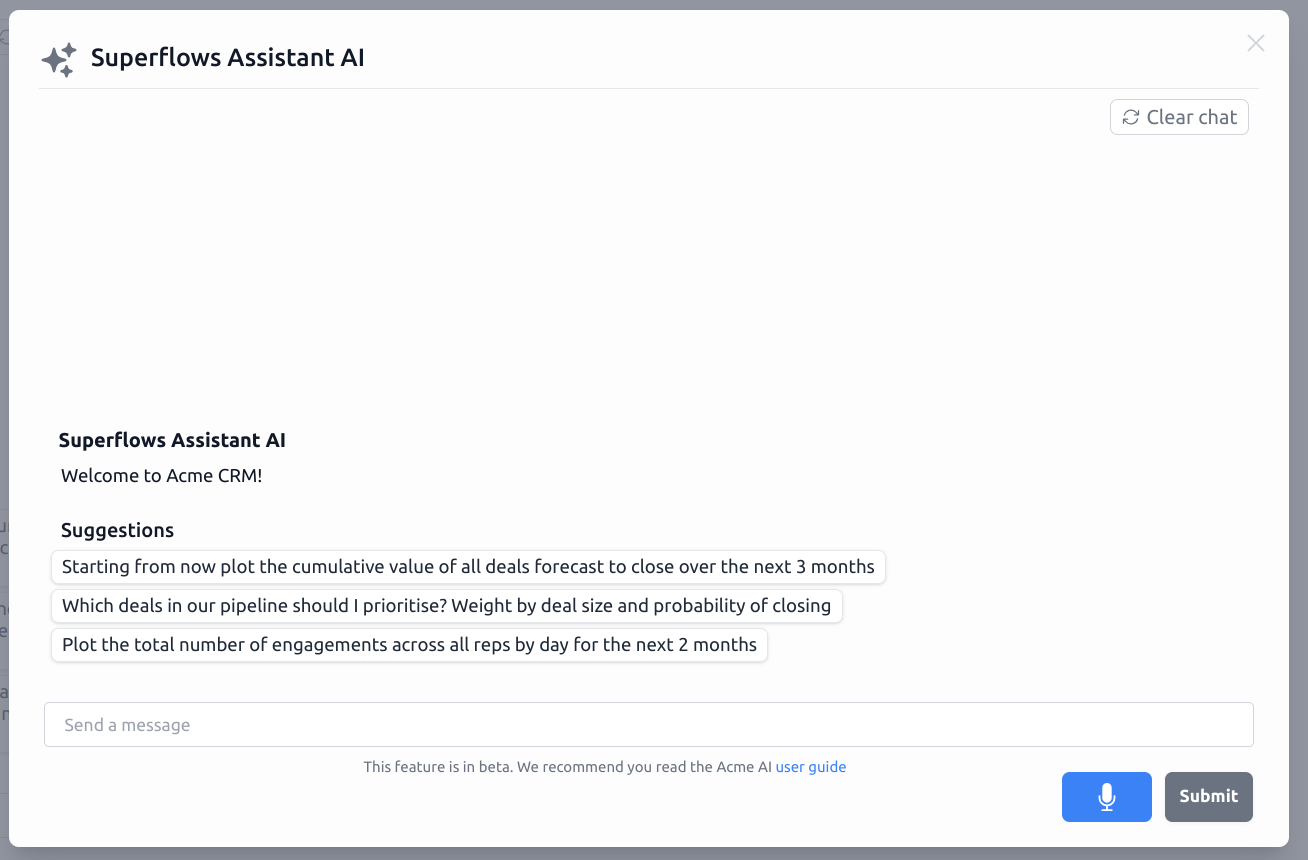 Superflows Assistant AI
Clear chat
Superflows Assistant AI
Welcome to Acme CRM!
Suggestions
Starting from now plot the cumulative value of all deals forecast to close over the next 3 months
Which deals in our pipeline should I prioritise? Weight by deal size and probability of closing
Plot the total number of engagements across all reps by day for the next 2 months
Send a message
This feature is in beta. We recommend you read the Acme AI user guide
Submit